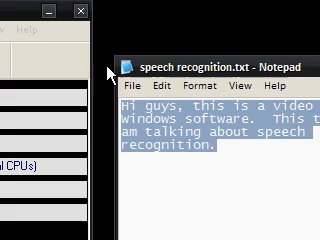 Help
speech recognition.txt - Notepad
File Edit Format View Help
Hi guys, this is a video
Windows software. This t
am talking about speech
recognition.
l CPUs)